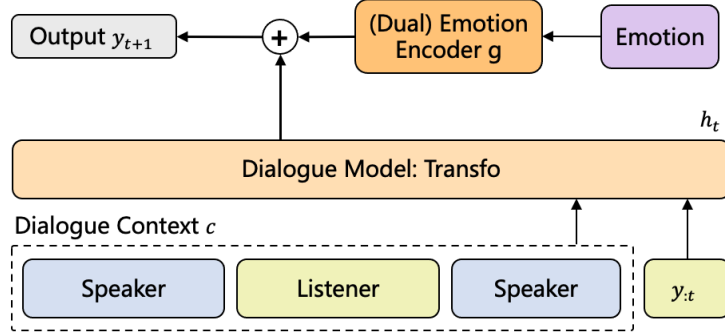 Output y_{t+1}
+
(Dual) Emotion
Encoder g
Emotion
h_t
Dialogue Model: Transfo
Dialogue Context c
Speaker
Listener
Speaker
y_{:t}